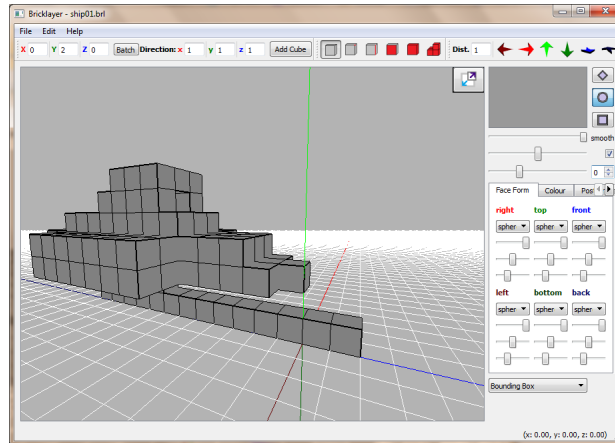 Bricklayer - ship01.brl
File Edit Help
X 0 Y 2 Z 0 Batch Direction: x 1 y 1 z 1 Add Cube Dist. 1
smooth
0
Face Form Colour Pos
right top front
spher spher spher
left bottom back
spher spher spher
Bounding Box
(x: 0.00, y: 0.00, z: 0.00)